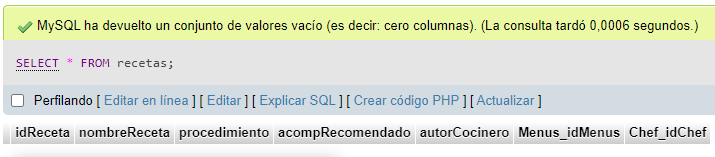 MySQL ha devuelto un conjunto de valores vacío (es decir: cero columnas). (La consulta tardó 0,0006 segundos.)
SELECT * FROM recetas;
Perfilando [ Editar en línea ] [ Editar ] [ Explicar SQL ] [ Crear código PHP ] [ Actualizar ]
idReceta nombreReceta procedimiento acompRecomendado autorCocinero Menus_idMenus Chef_idChef